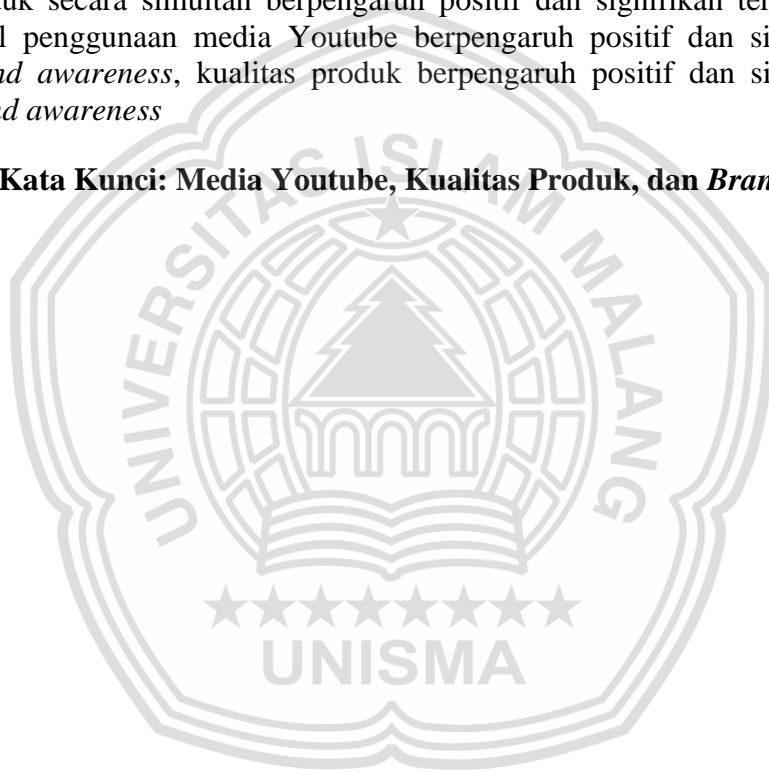 uk secara simultan berpengaruh positif dan signifikan ter
l penggunaan media Youtube berpengaruh positif dan si
nd awareness, kualitas produk berpengaruh positif dan si
nd awareness
Kata Kunci: Media Youtube, Kualitas Produk, dan Bran
UNIVERSITAS ISLAM MALANG
UNISMA